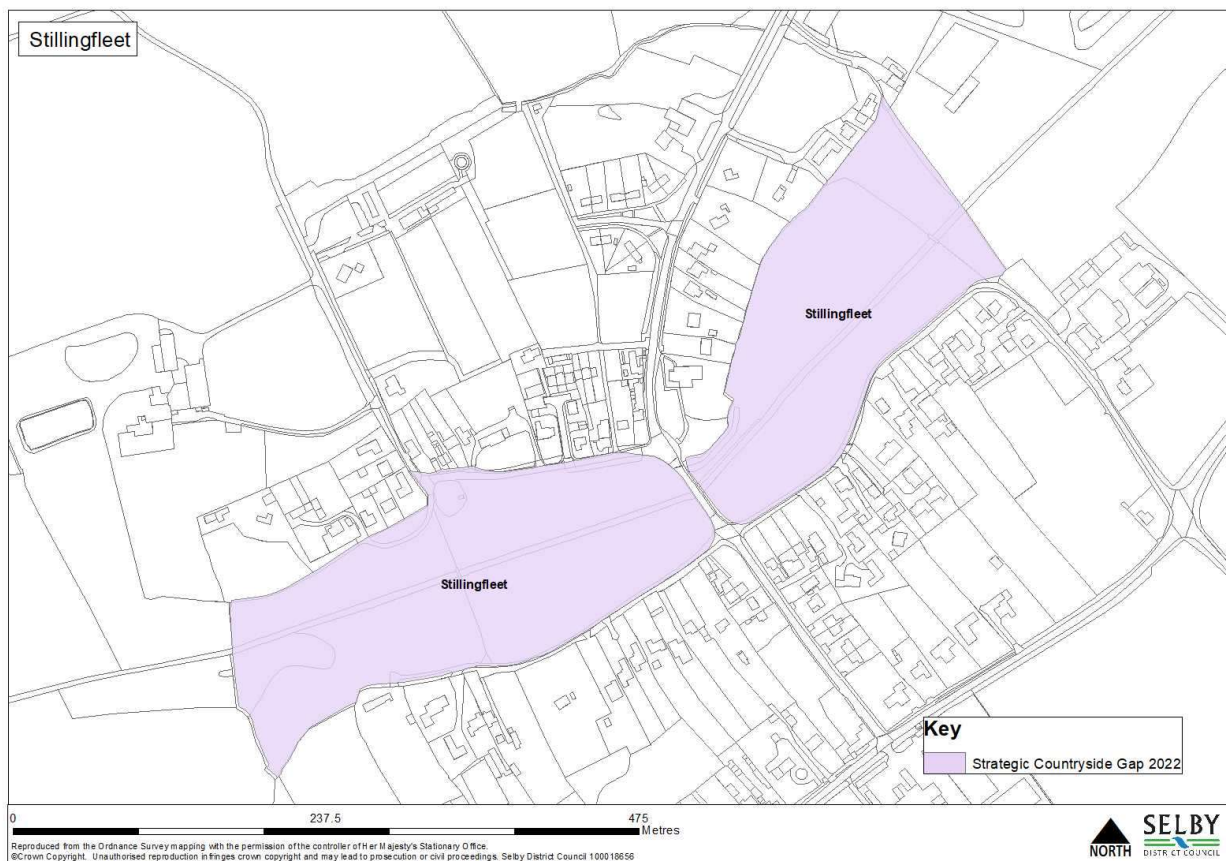 Stillingfleet
Stillingfleet
Stillingfleet
Key
Strategic Countryside Gap 2022
0 237.5 475
Metres
Reproduced from the Ordnance Survey mapping with the permission of the controller of Her Majesty's Stationary Office.
©Crown Copyright. Unauthorised reproduction infringes crown copyright and may lead to prosecution or civil proceedings. Selby District Council 100018656
NORTH
SELBY
DISTRICT COUNCIL